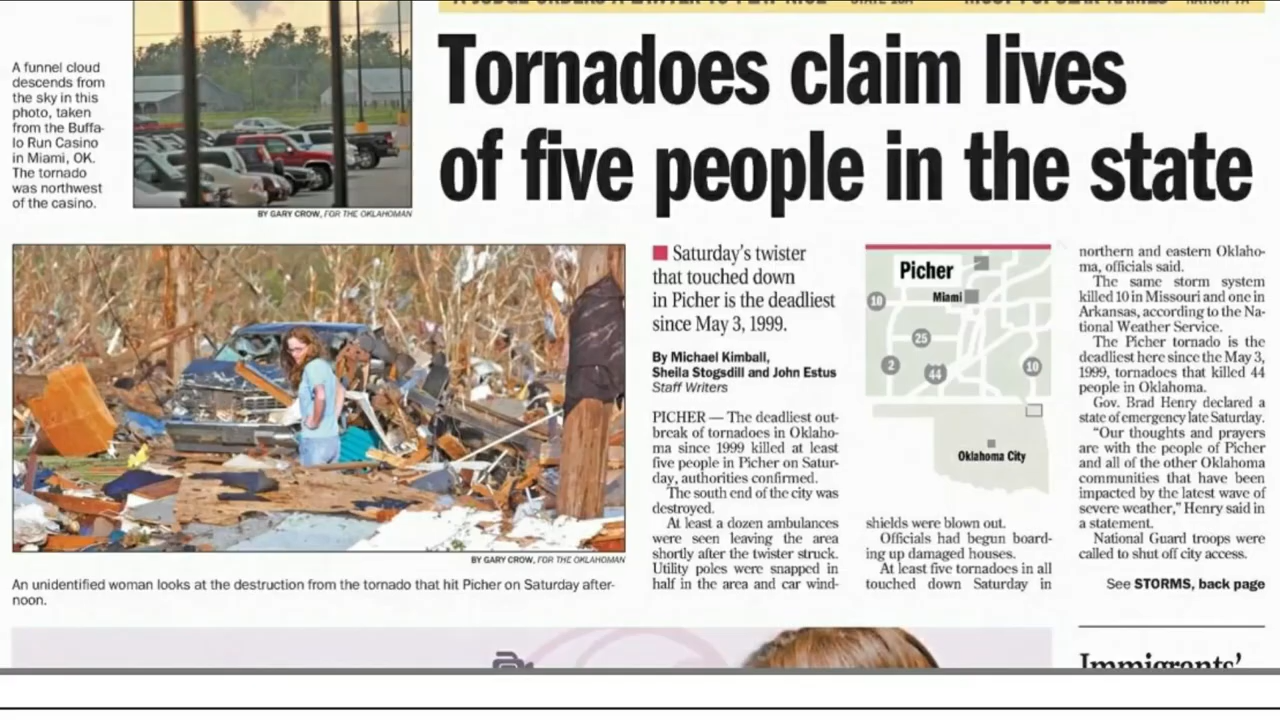 A JUDGE ORDERS A LAWYER TO PLAY NICE STATE 18A MOST POPULAR NAMES NATION 7A
Tornadoes claim lives
of five people in the state
A funnel cloud
descends from
the sky in this
photo, taken
from the Buffa-
lo Run Casino
in Miami, OK.
The tornado
was northwest
of the casino.
BY GARY CROW, FOR THE OKLAHOMAN
BY GARY CROW, FOR THE OKLAHOMAN
An unidentified woman looks at the destruction from the tornado that hit Picher on Saturday after-
noon.
Saturday's twister
that touched down
in Picher is the deadliest
since May 3, 1999.
By Michael Kimball,
Sheila Stogsdill and John Estus
Staff Writers
PICHER — The deadliest out-
break of tornadoes in Oklaho-
ma since 1999 killed at least
five people in Picher on Satur-
day, authorities confirmed.
The south end of the city was
destroyed.
At least a dozen ambulances
were seen leaving the area
shortly after the twister struck.
Utility poles were snapped in
half in the area and car wind-
Picher
Miami
10
25
2
44
10
Oklahoma City
shields were blown out.
Officials had begun board-
ing up damaged houses.
At least five tornadoes in all
touched down Saturday in
northern and eastern Oklaho-
ma, officials said.
The same storm system
killed 10 in Missouri and one in
Arkansas, according to the Na-
tional Weather Service.
The Picher tornado is the
deadliest here since the May 3,
1999, tornadoes that killed 44
people in Oklahoma.
Gov. Brad Henry declared a
state of emergency late Saturday.
"Our thoughts and prayers
are with the people of Picher
and all of the other Oklahoma
communities that have been
impacted by the latest wave of
severe weather," Henry said in
a statement.
National Guard troops were
called to shut off city access.
See STORMS, back page
Immigrants'